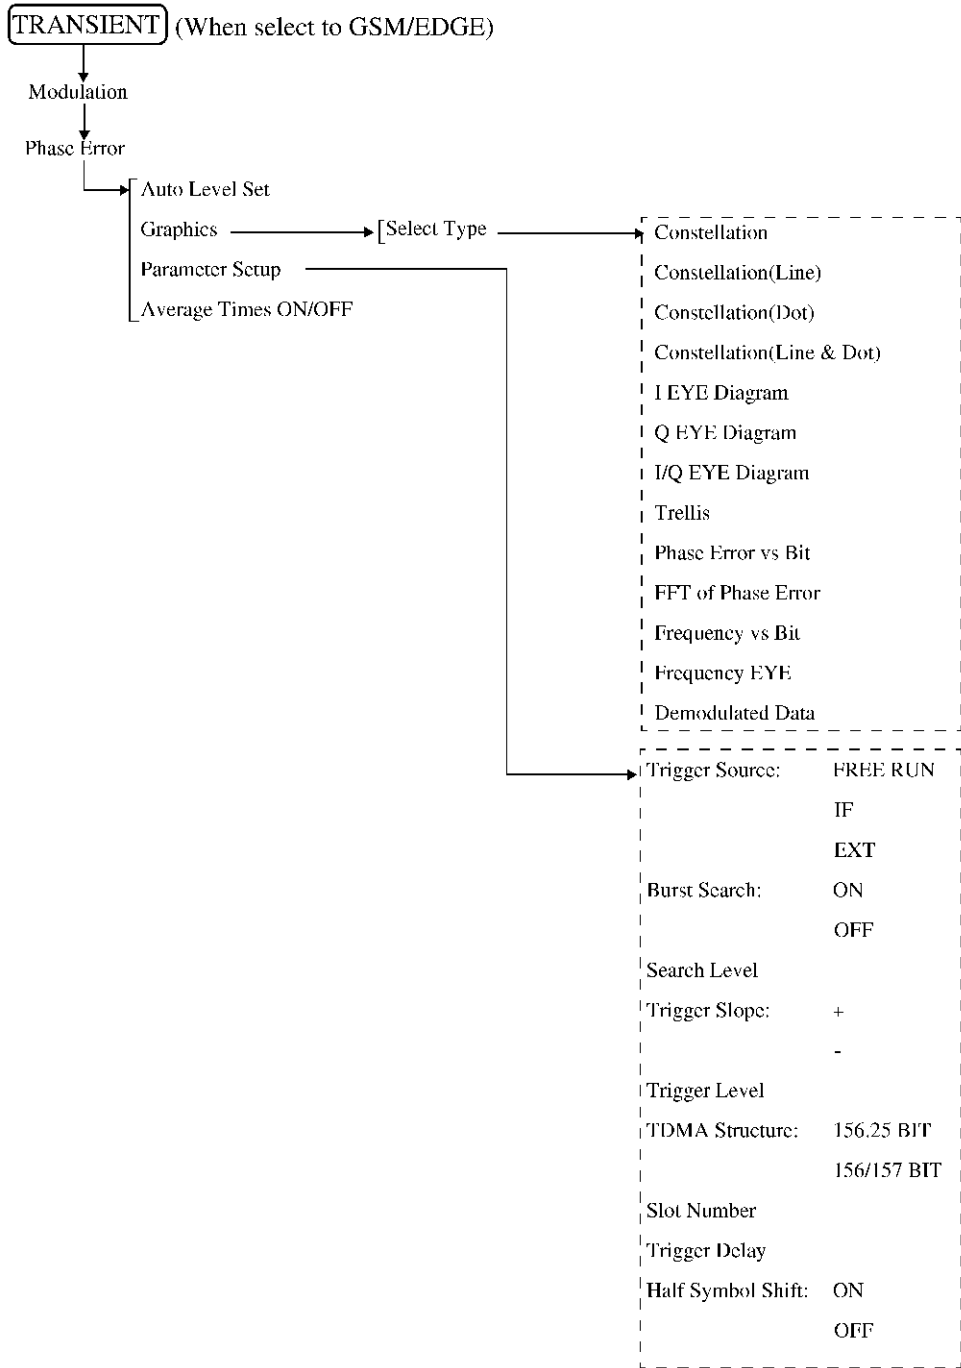 TRANSIENT (When select to GSM/EDGE)
Modulation
Phase Error
Auto Level Set
Graphics
Select Type
Parameter Setup
Average Times ON/OFF
Constellation
Constellation(Line)
Constellation(Dot)
Constellation(Line & Dot)
I EYE Diagram
Q EYE Diagram
I/Q EYE Diagram
Trellis
Phase Error vs Bit
FFT of Phase Error
Frequency vs Bit
Frequency EYE
Demodulated Data
Trigger Source: FREE RUN
IF
EXT
Burst Search: ON
OFF
Search Level
Trigger Slope: +
-
Trigger Level
TDMA Structure: 156.25 BIT
156/157 BIT
Slot Number
Trigger Delay
Half Symbol Shift: ON
OFF